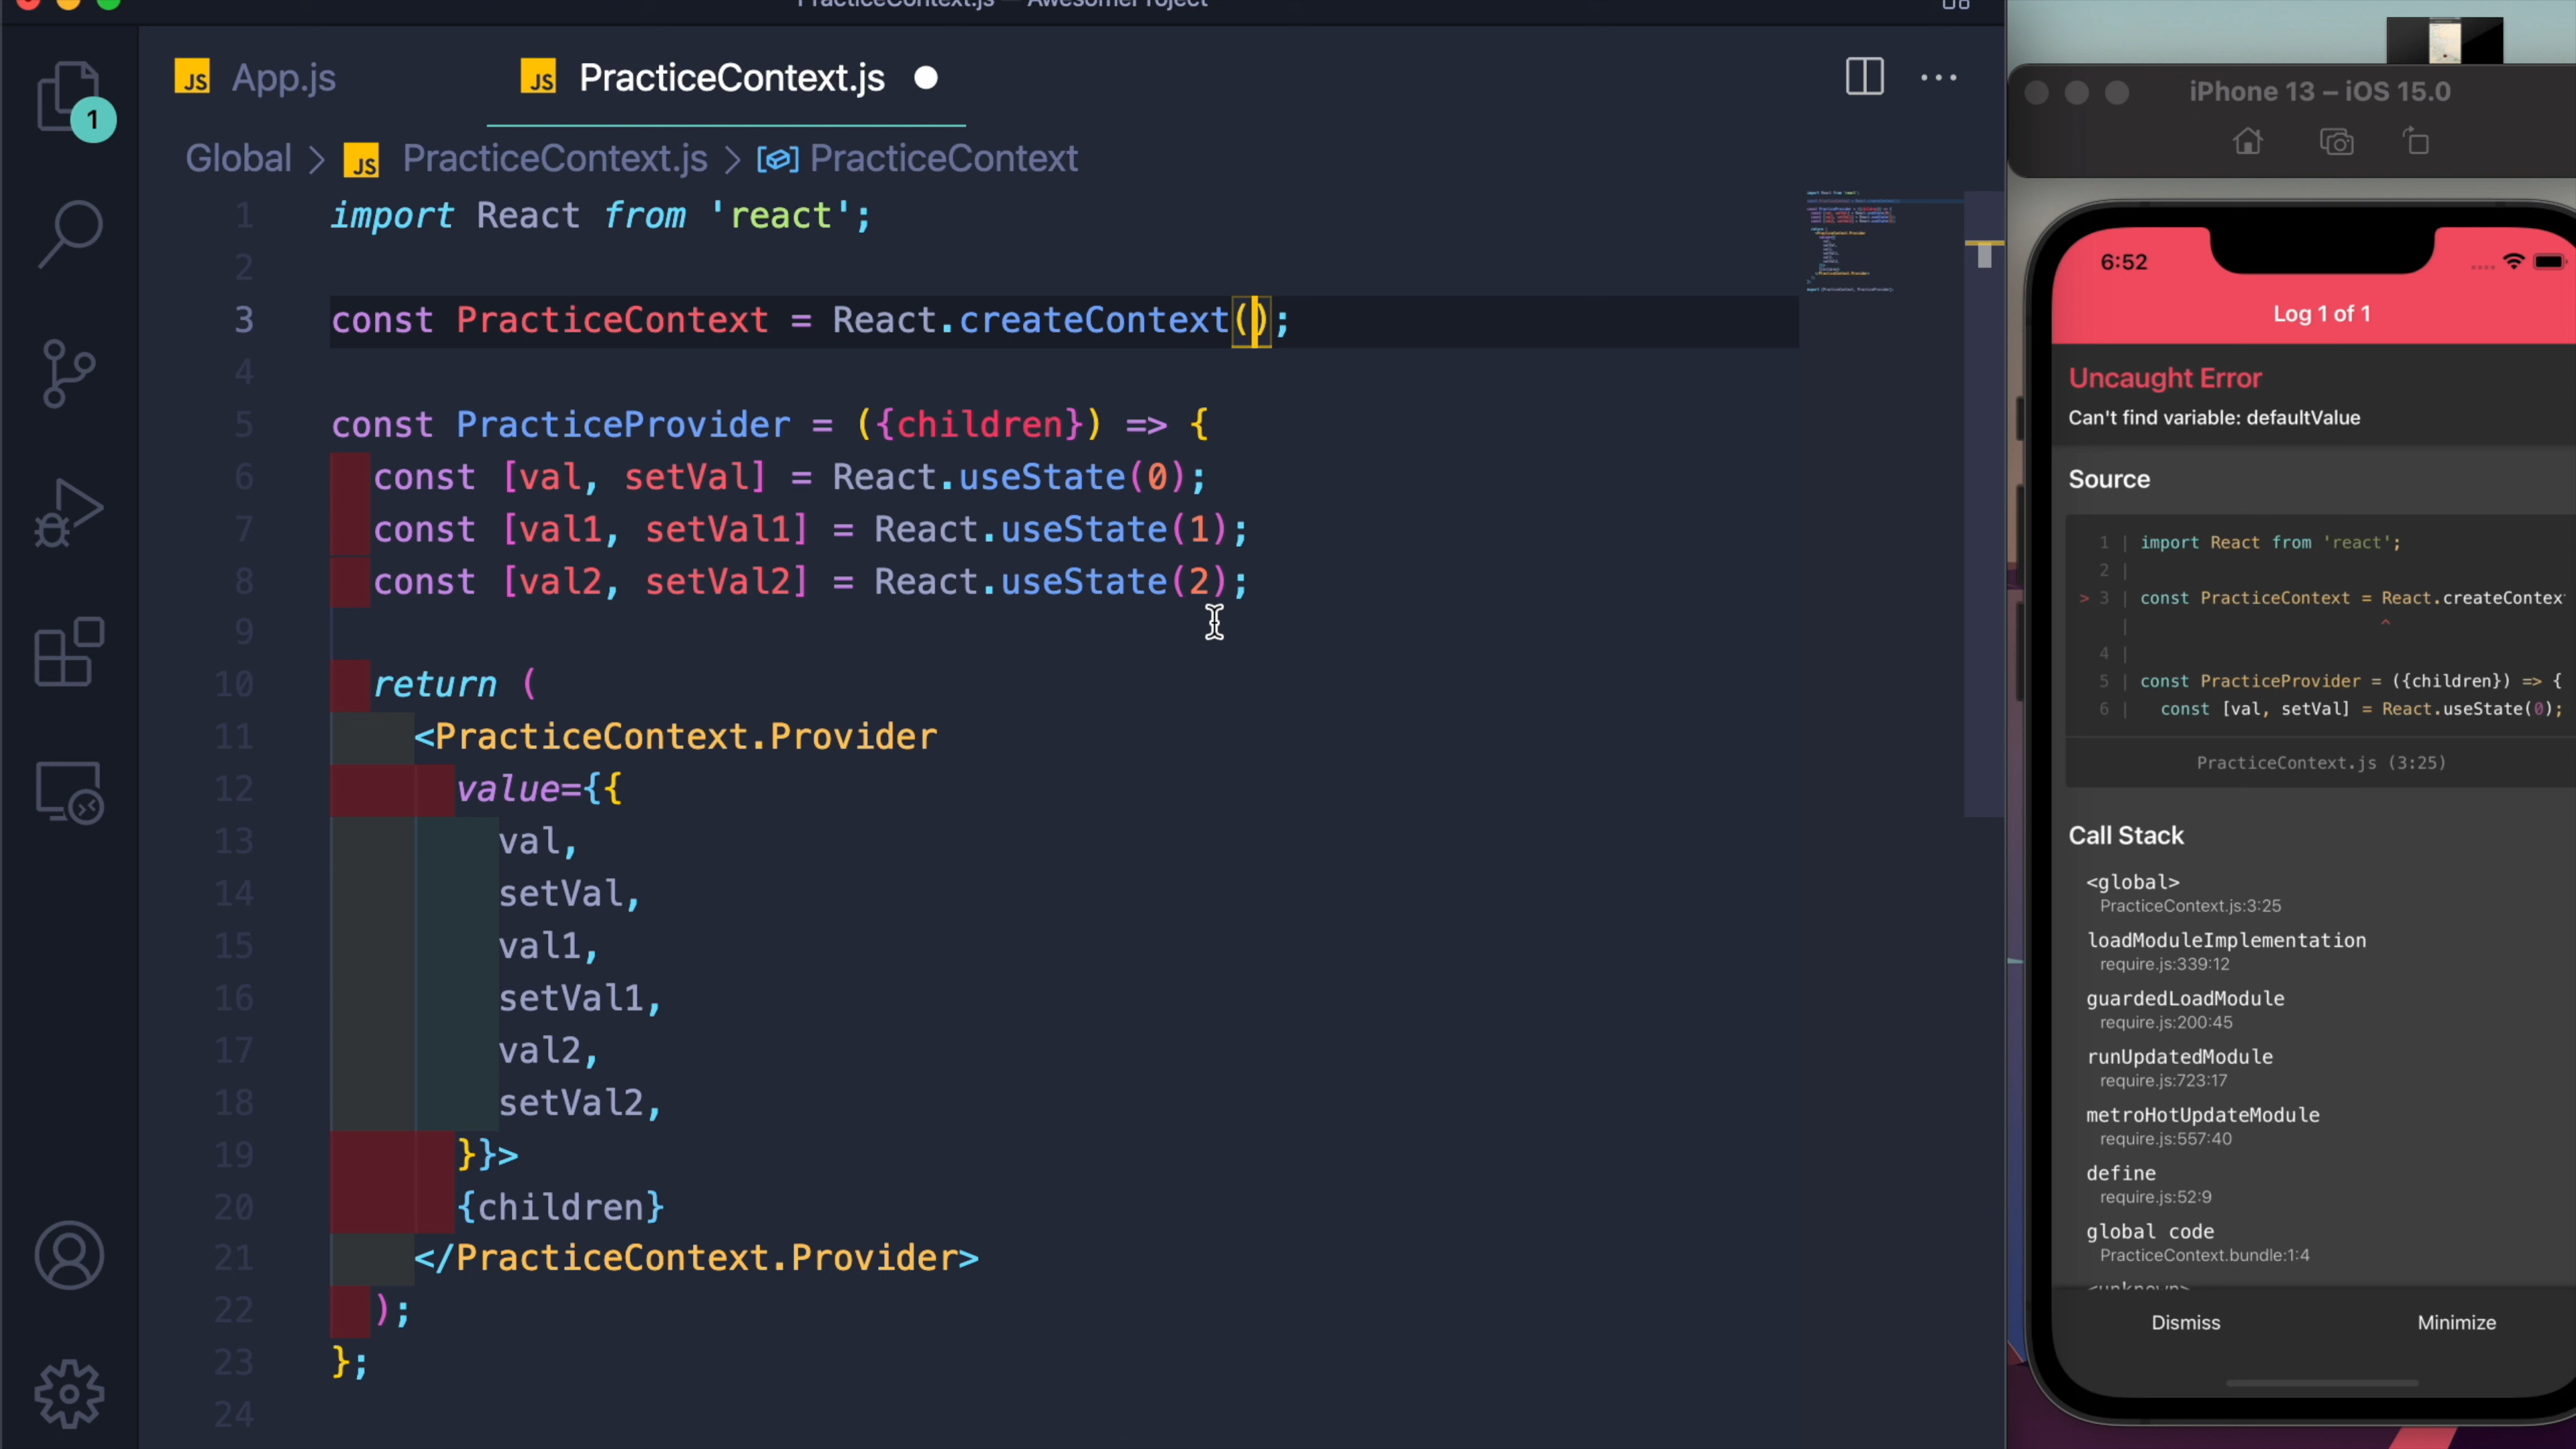 PracticeContext.js — AwesomeProject
JS App.js
JS PracticeContext.js
1
Global > JS PracticeContext.js > PracticeContext
1 import React from 'react';
2
3 const PracticeContext = React.createContext();
4
5 const PracticeProvider = ({children}) => {
6 const [val, setVal] = React.useState(0);
7 const [val1, setVal1] = React.useState(1);
8 const [val2, setVal2] = React.useState(2);
9
10 return (
11 <PracticeContext.Provider
12 value={{
13 val,
14 setVal,
15 val1,
16 setVal1,
17 val2,
18 setVal2,
19 }}>
20 {children}
21 </PracticeContext.Provider>
22 );
23 };
24
iPhone 13 – iOS 15.0
6:52
Log 1 of 1
Uncaught Error
Can't find variable: defaultValue
Source
1 | import React from 'react';
2 |
> 3 | const PracticeContext = React.createContex
| ^
4 |
5 | const PracticeProvider = ({children}) => {
6 | const [val, setVal] = React.useState(0);
PracticeContext.js (3:25)
Call Stack
<global>
PracticeContext.js:3:25
loadModuleImplementation
require.js:339:12
guardedLoadModule
require.js:200:45
runUpdatedModule
require.js:723:17
metroHotUpdateModule
require.js:557:40
define
require.js:52:9
global code
PracticeContext.bundle:1:4
<unknown>
Dismiss
Minimize